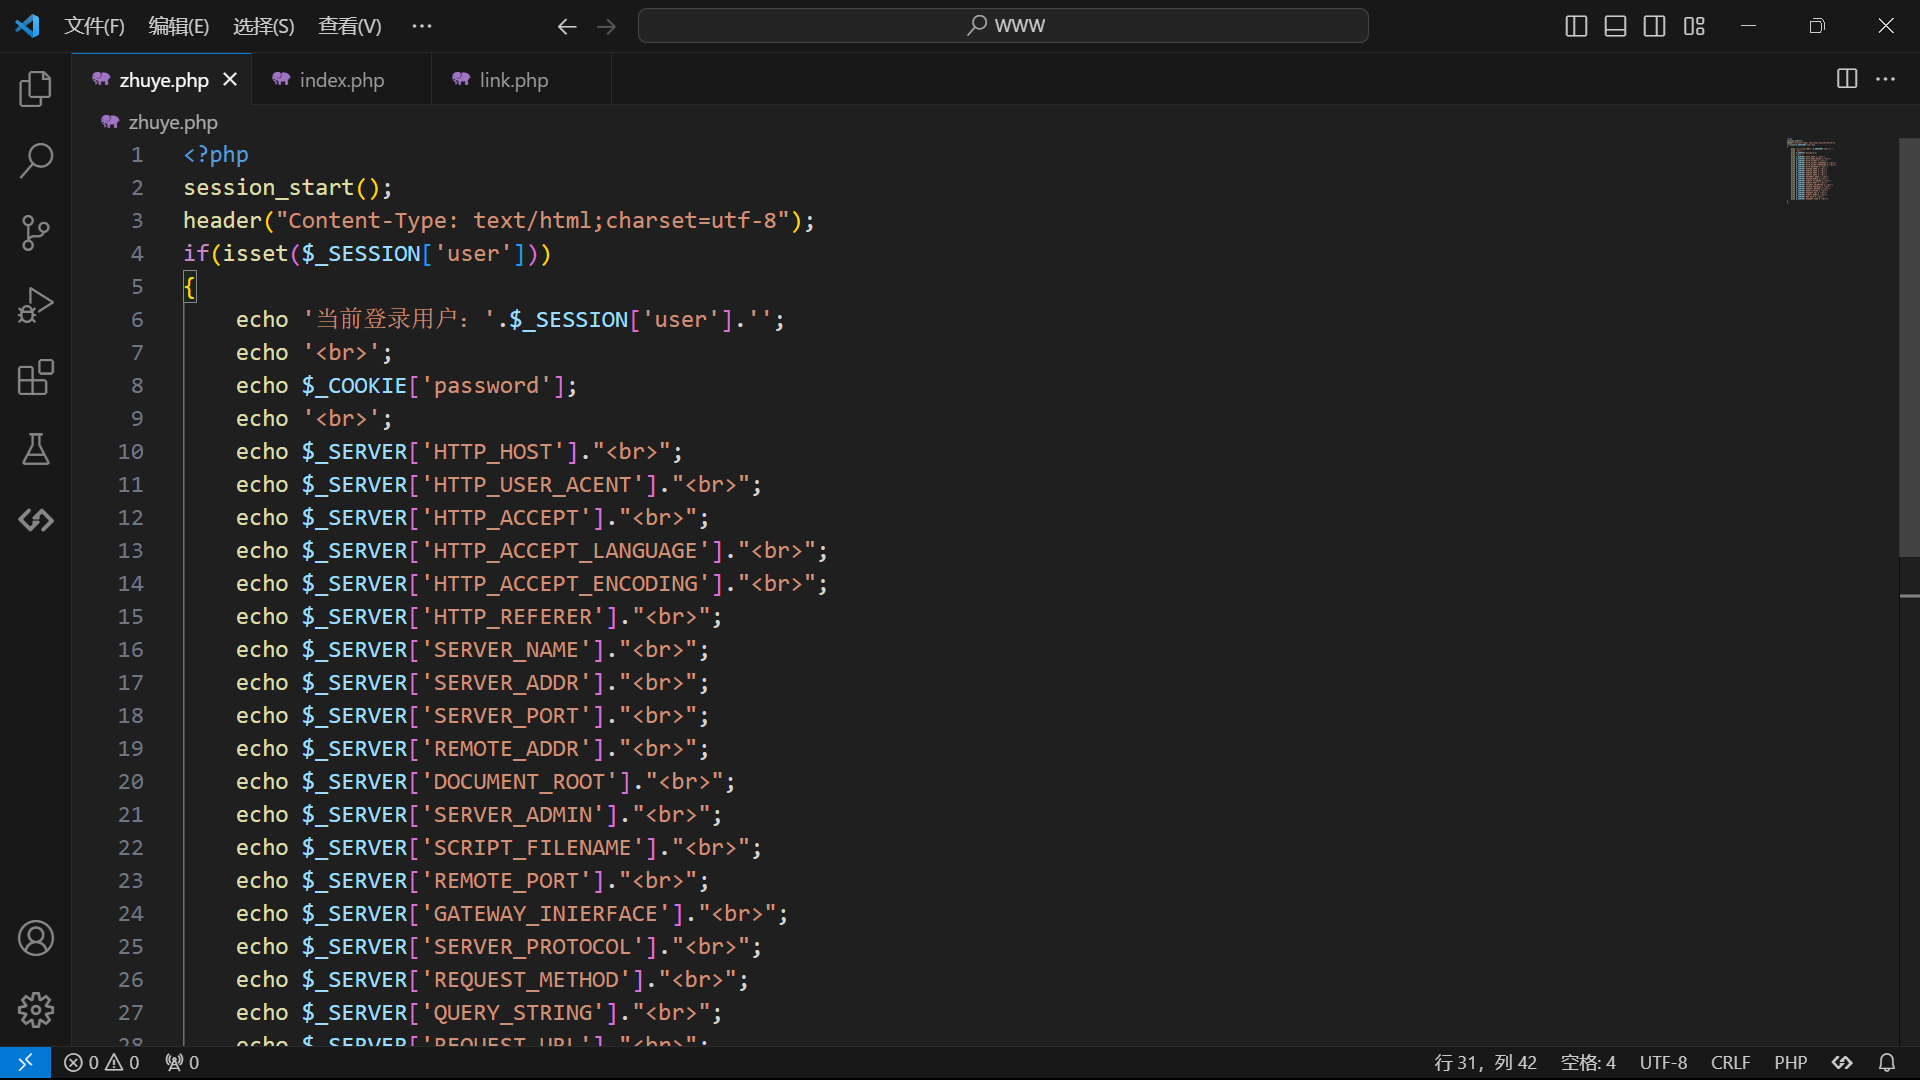 文件(F) 编辑(E) 选择(S) 查看(V) ··· WWW
zhuye.php index.php link.php
zhuye.php
1 <?php
2 session_start();
3 header("Content-Type: text/html;charset=utf-8");
4 if(isset($_SESSION['user']))
5 {
6 echo '当前登录用户：'.$_SESSION['user'].'';
7 echo '<br>';
8 echo $_COOKIE['password'];
9 echo '<br>';
10 echo $_SERVER['HTTP_HOST']."<br>";
11 echo $_SERVER['HTTP_USER_ACENT']."<br>";
12 echo $_SERVER['HTTP_ACCEPT']."<br>";
13 echo $_SERVER['HTTP_ACCEPT_LANGUAGE']."<br>";
14 echo $_SERVER['HTTP_ACCEPT_ENCODING']."<br>";
15 echo $_SERVER['HTTP_REFERER']."<br>";
16 echo $_SERVER['SERVER_NAME']."<br>";
17 echo $_SERVER['SERVER_ADDR']."<br>";
18 echo $_SERVER['SERVER_PORT']."<br>";
19 echo $_SERVER['REMOTE_ADDR']."<br>";
20 echo $_SERVER['DOCUMENT_ROOT']."<br>";
21 echo $_SERVER['SERVER_ADMIN']."<br>";
22 echo $_SERVER['SCRIPT_FILENAME']."<br>";
23 echo $_SERVER['REMOTE_PORT']."<br>";
24 echo $_SERVER['GATEWAY_INIERFACE']."<br>";
25 echo $_SERVER['SERVER_PROTOCOL']."<br>";
26 echo $_SERVER['REQUEST_METHOD']."<br>";
27 echo $_SERVER['QUERY_STRING']."<br>";
28 echo $_SERVER
0 0 0 行 31，列 42 空格: 4 UTF-8 CRLF PHP